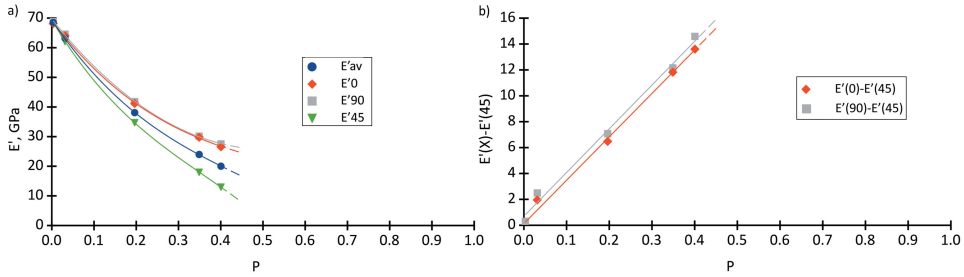 a)
70
60
50
40
30
20
10
0
E', GPa
0.0 0.1 0.2 0.3 0.4 0.5 0.6 0.7 0.8 0.9 1.0
P
E'av
E'0
E'90
E'45
b)
16
14
12
10
8
6
4
2
0
E'(X)-E'(45)
0.0 0.1 0.2 0.3 0.4 0.5 0.6 0.7 0.8 0.9 1.0
P
E'(0)-E'(45)
E'(90)-E'(45)